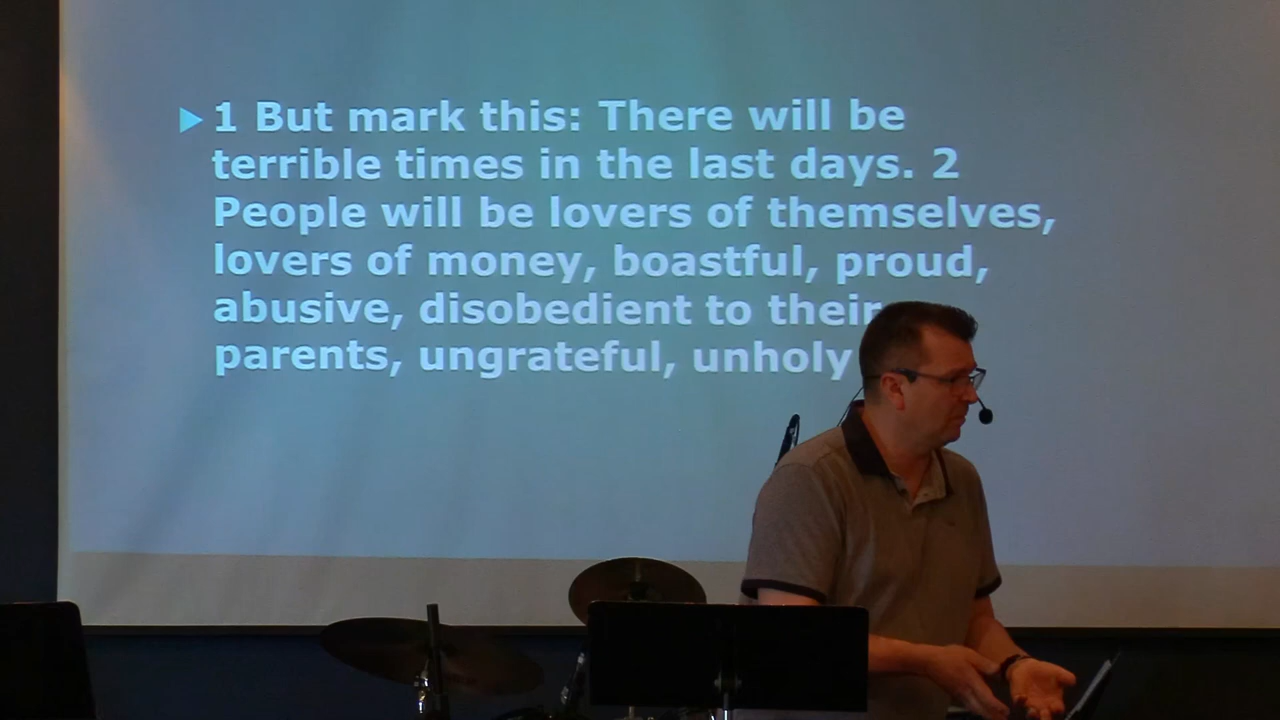 1 But mark this: There will be
terrible times in the last days. 2
People will be lovers of themselves,
lovers of money, boastful, proud,
abusive, disobedient to their
parents, ungrateful, unholy